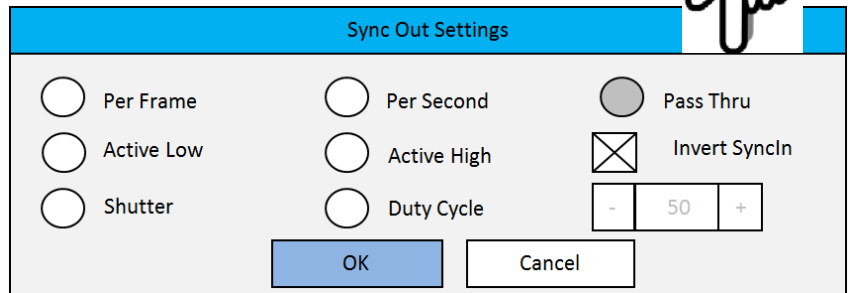 Sync Out Settings
Per Frame Per Second Pass Thru
Active Low Active High Invert SyncIn
Shutter Duty Cycle - 50 +
OK Cancel